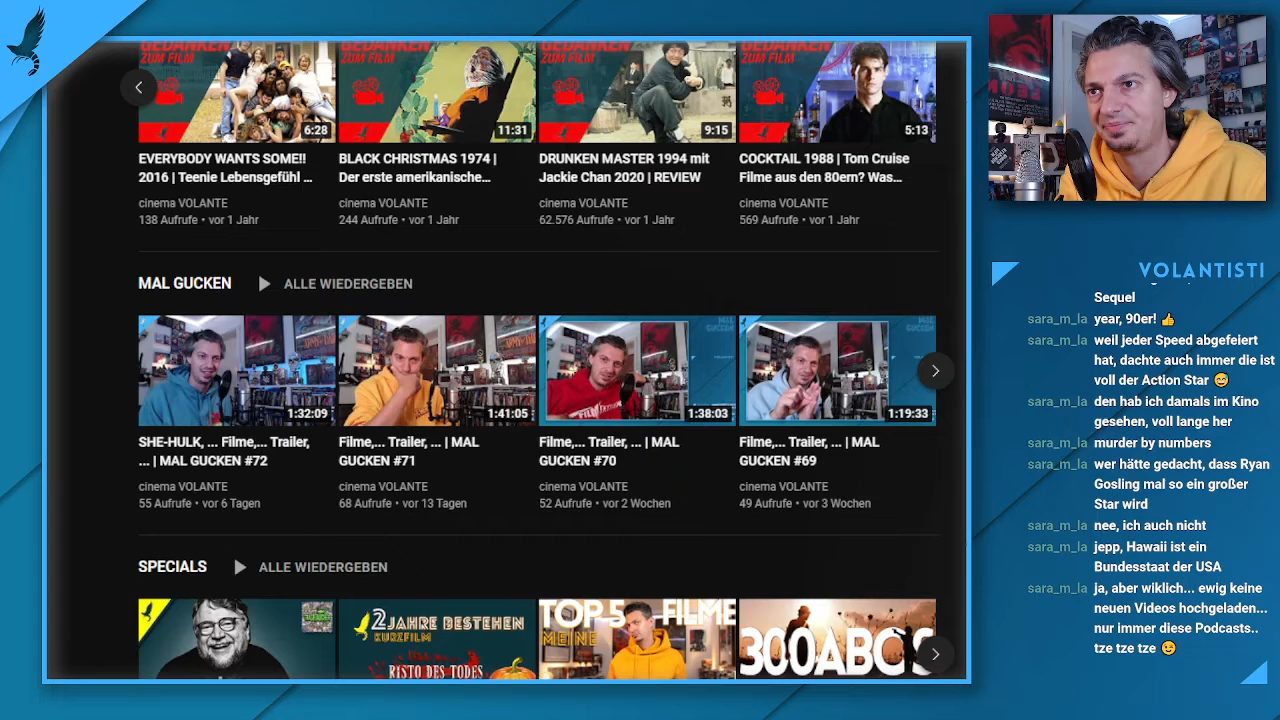 GEDANKEN
ZUM FILM
6:28
GEDANKEN
ZUM FILM
11:31
GEDANKEN
ZUM FILM
9:15
GEDANKEN
ZUM FILM
5:13
EVERYBODY WANTS SOME!!
2016 | Teenie Lebensgefühl ...
cinema VOLANTE
138 Aufrufe • vor 1 Jahr
BLACK CHRISTMAS 1974 |
Der erste amerikanische...
cinema VOLANTE
244 Aufrufe • vor 1 Jahr
DRUNKEN MASTER 1994 mit
Jackie Chan 2020 | REVIEW
cinema VOLANTE
62.576 Aufrufe • vor 1 Jahr
COCKTAIL 1988 | Tom Cruise
Filme aus den 80ern? Was...
cinema VOLANTE
569 Aufrufe • vor 1 Jahr
MAL GUCKEN
ALLE WIEDERGEBEN
1:32:09
1:41:05
1:38:03
1:19:33
SHE-HULK, ... Filme,... Trailer,
... | MAL GUCKEN #72
cinema VOLANTE
55 Aufrufe • vor 6 Tagen
Filme,... Trailer, ... | MAL
GUCKEN #71
cinema VOLANTE
68 Aufrufe • vor 13 Tagen
Filme,... Trailer, ... | MAL
GUCKEN #70
cinema VOLANTE
52 Aufrufe • vor 2 Wochen
Filme,... Trailer, ... | MAL
GUCKEN #69
cinema VOLANTE
49 Aufrufe • vor 3 Wochen
SPECIALS
ALLE WIEDERGEBEN
2 JAHRE BESTEHEN
KURZFILM
RISTO DES TODES
TOP 5 FILME
MEINE
300 ABOS
VOLANTISTI
Sequel
sara_m_la year, 90er! 👍
sara_m_la weil jeder Speed abgefeiert
hat, dachte auch immer die ist
voll der Action Star 😄
sara_m_la den hab ich damals im Kino
gesehen, voll lange her
sara_m_la murder by numbers
sara_m_la wer hätte gedacht, dass Ryan
Gosling mal so ein großer
Star wird
sara_m_la nee, ich auch nicht
sara_m_la jepp, Hawaii ist ein
Bundesstaat der USA
sara_m_la ja, aber wiklich... ewig keine
neuen Videos hochgeladen...
nur immer diese Podcasts..
tze tze tze 😉